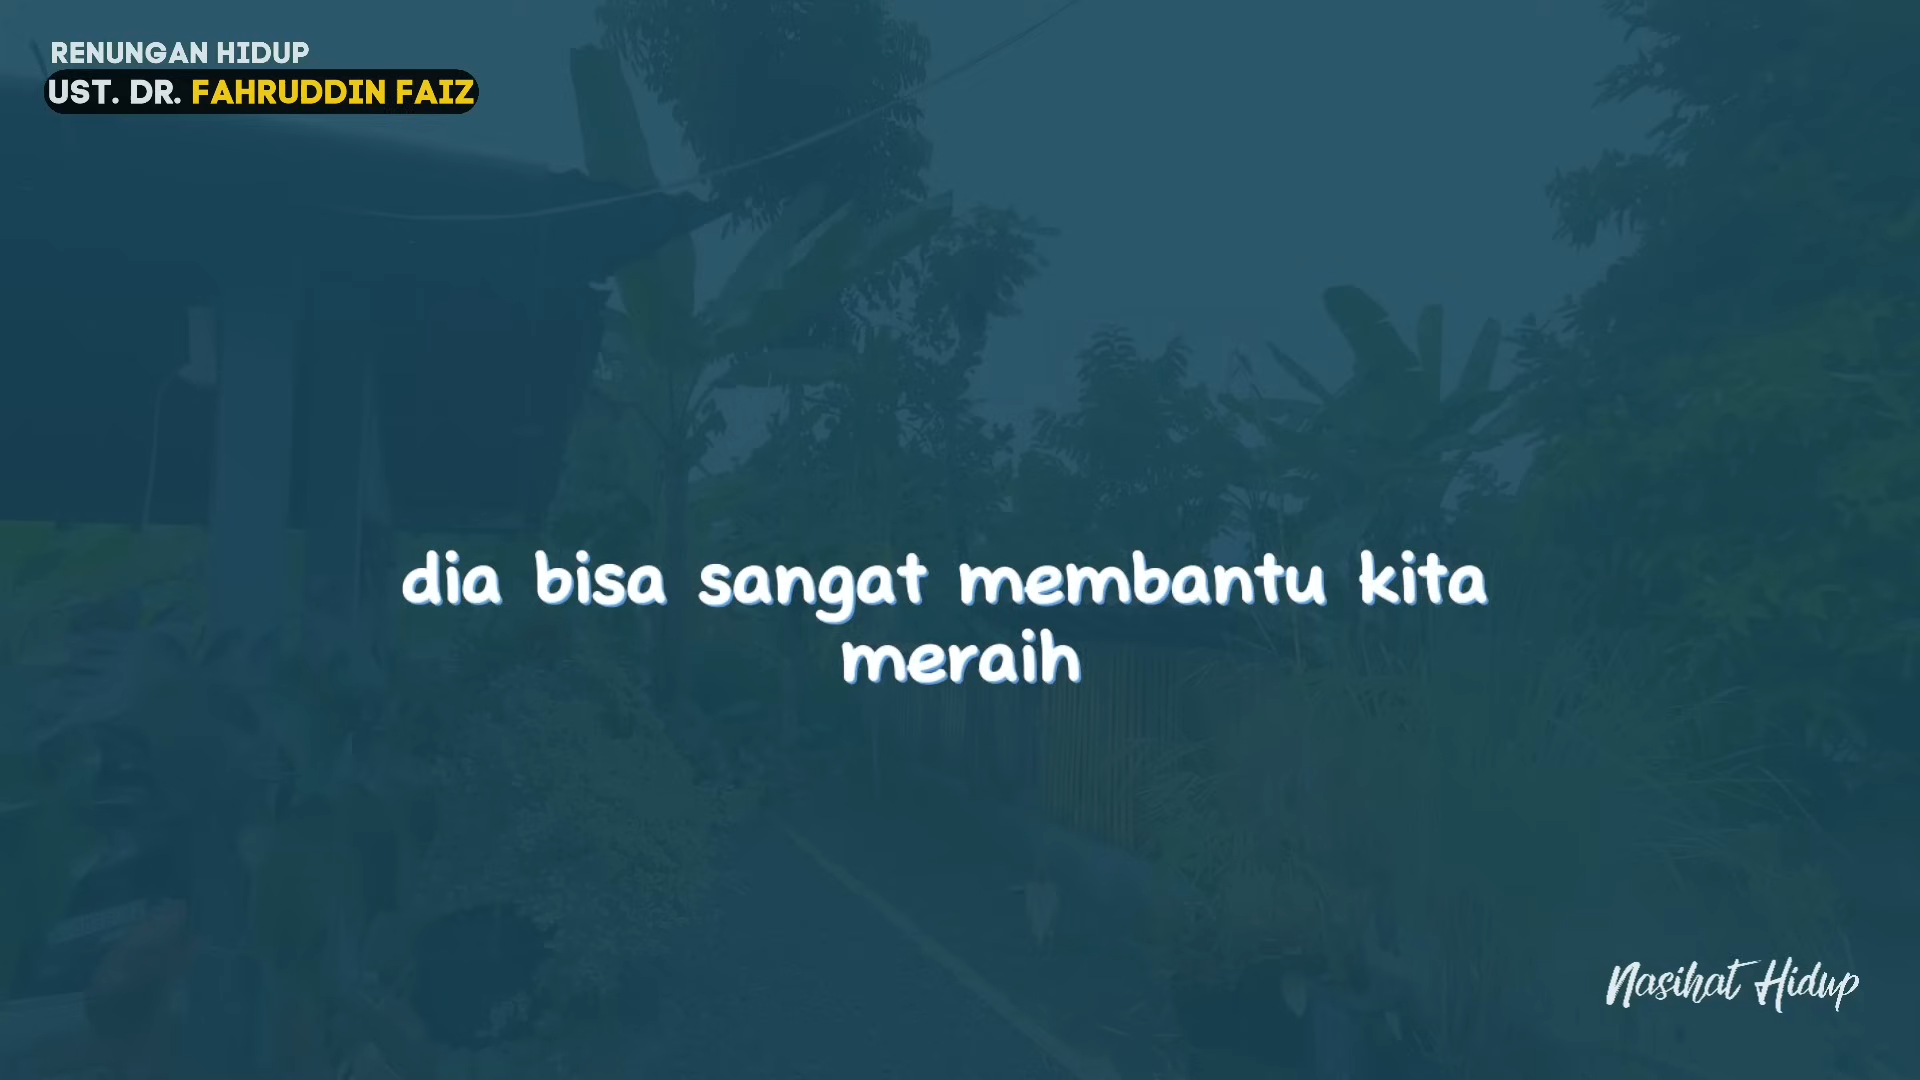 RENUNGAN HIDUP
UST. DR. FAHRUDDIN FAIZ
dia bisa sangat membantu kita
meraih
Nasihat Hidup